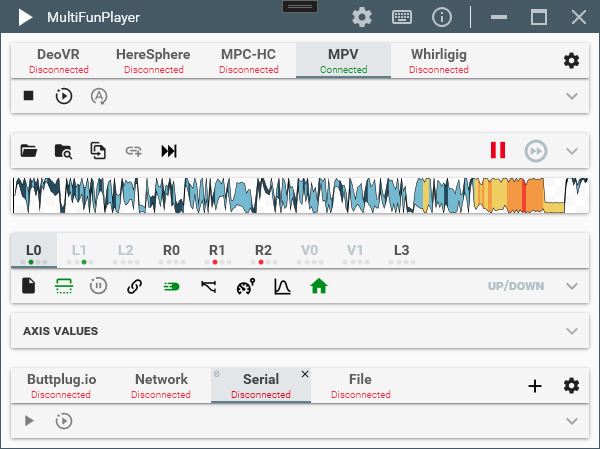 MultiFunPlayer
DeoVR HereSphere MPC-HC MPV Whirligig
Disconnected Disconnected Disconnected Connected Disconnected
L0 L1 L2 R0 R1 R2 V0 V1 L3
UP/DOWN
AXIS VALUES
0
Buttplug.io Network Serial File
Disconnected Disconnected Disconnected Disconnected